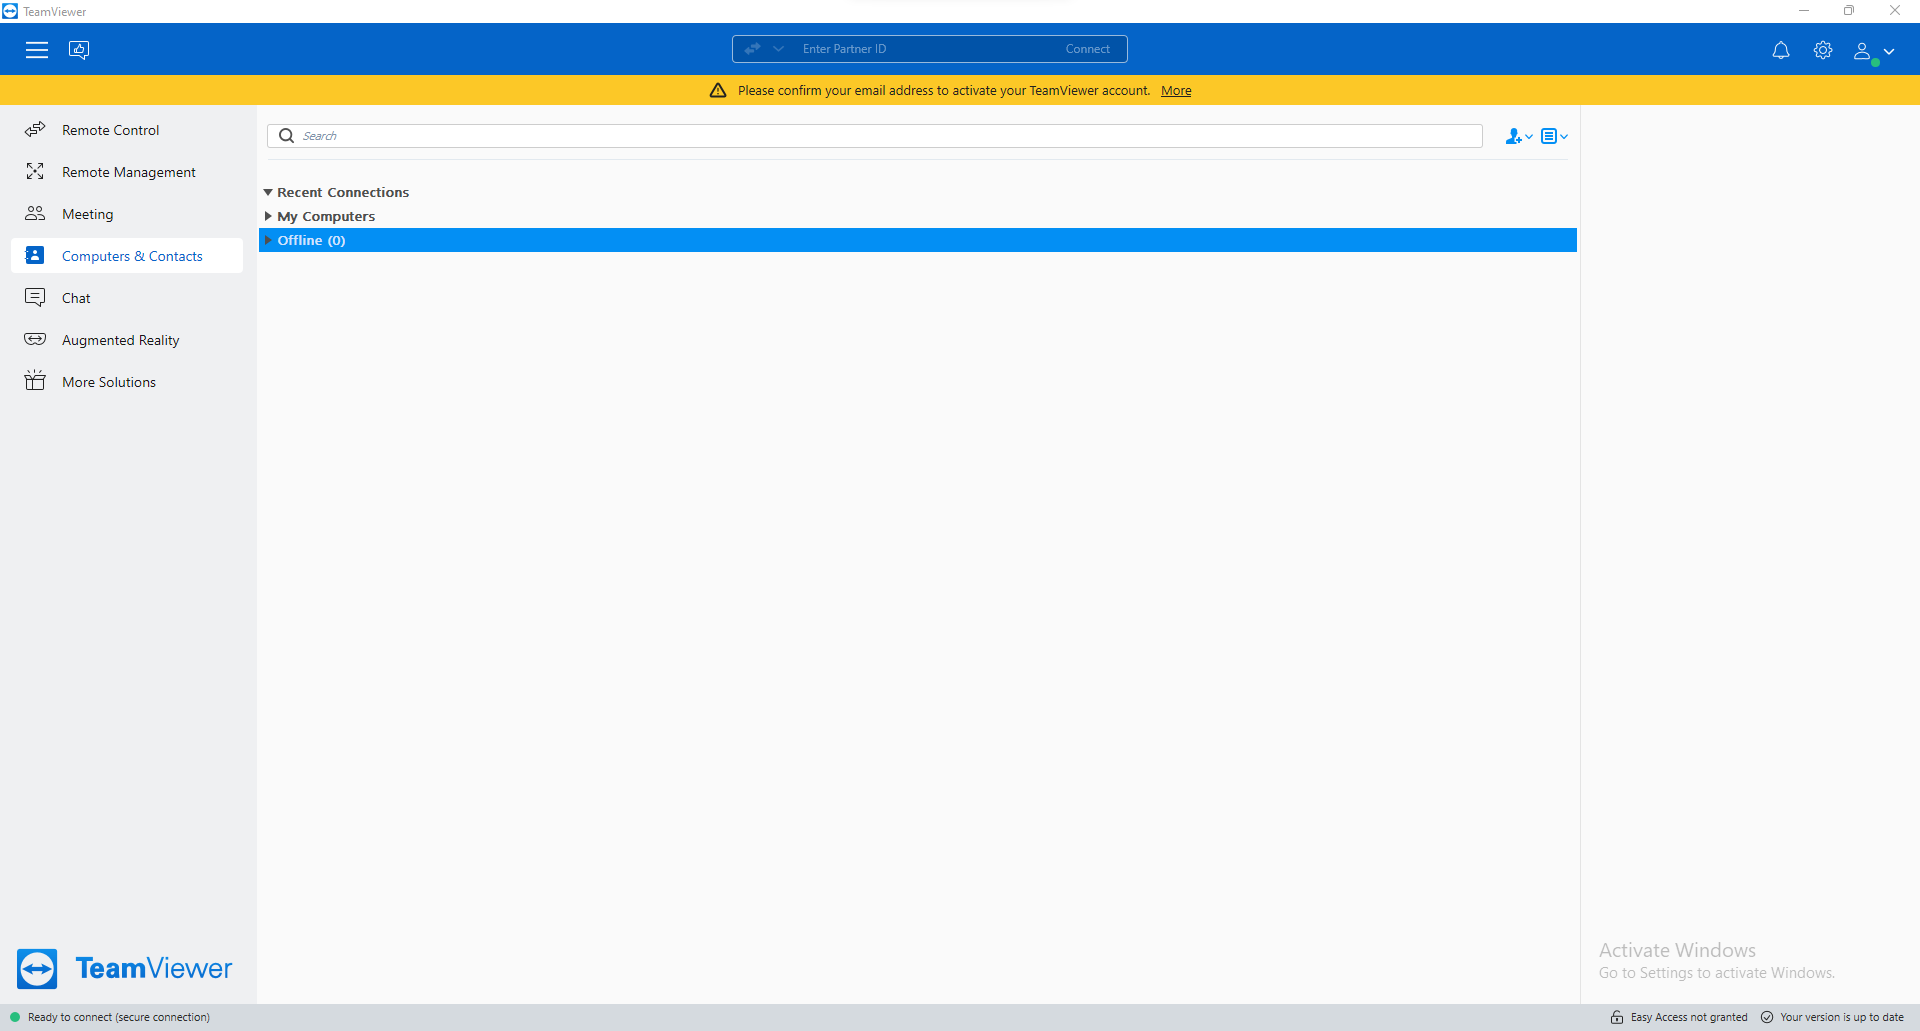 TeamViewer
Enter Partner ID
Connect
Please confirm your email address to activate your TeamViewer account. More
Remote Control
Remote Management
Meeting
Computers & Contacts
Chat
Augmented Reality
More Solutions
Search
Recent Connections
My Computers
Offline (0)
TeamViewer
Activate Windows
Go to Settings to activate Windows.
Ready to connect (secure connection)
Easy Access not granted
Your version is up to date